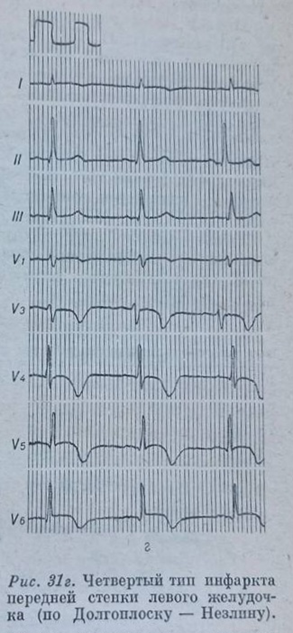 I
II
III
V1
V3
V4
V5
V6
г
Рис. 31г. Четвертый тип инфаркта
передней стенки левого желудоч-
ка (по Долгоплоску — Незлину).